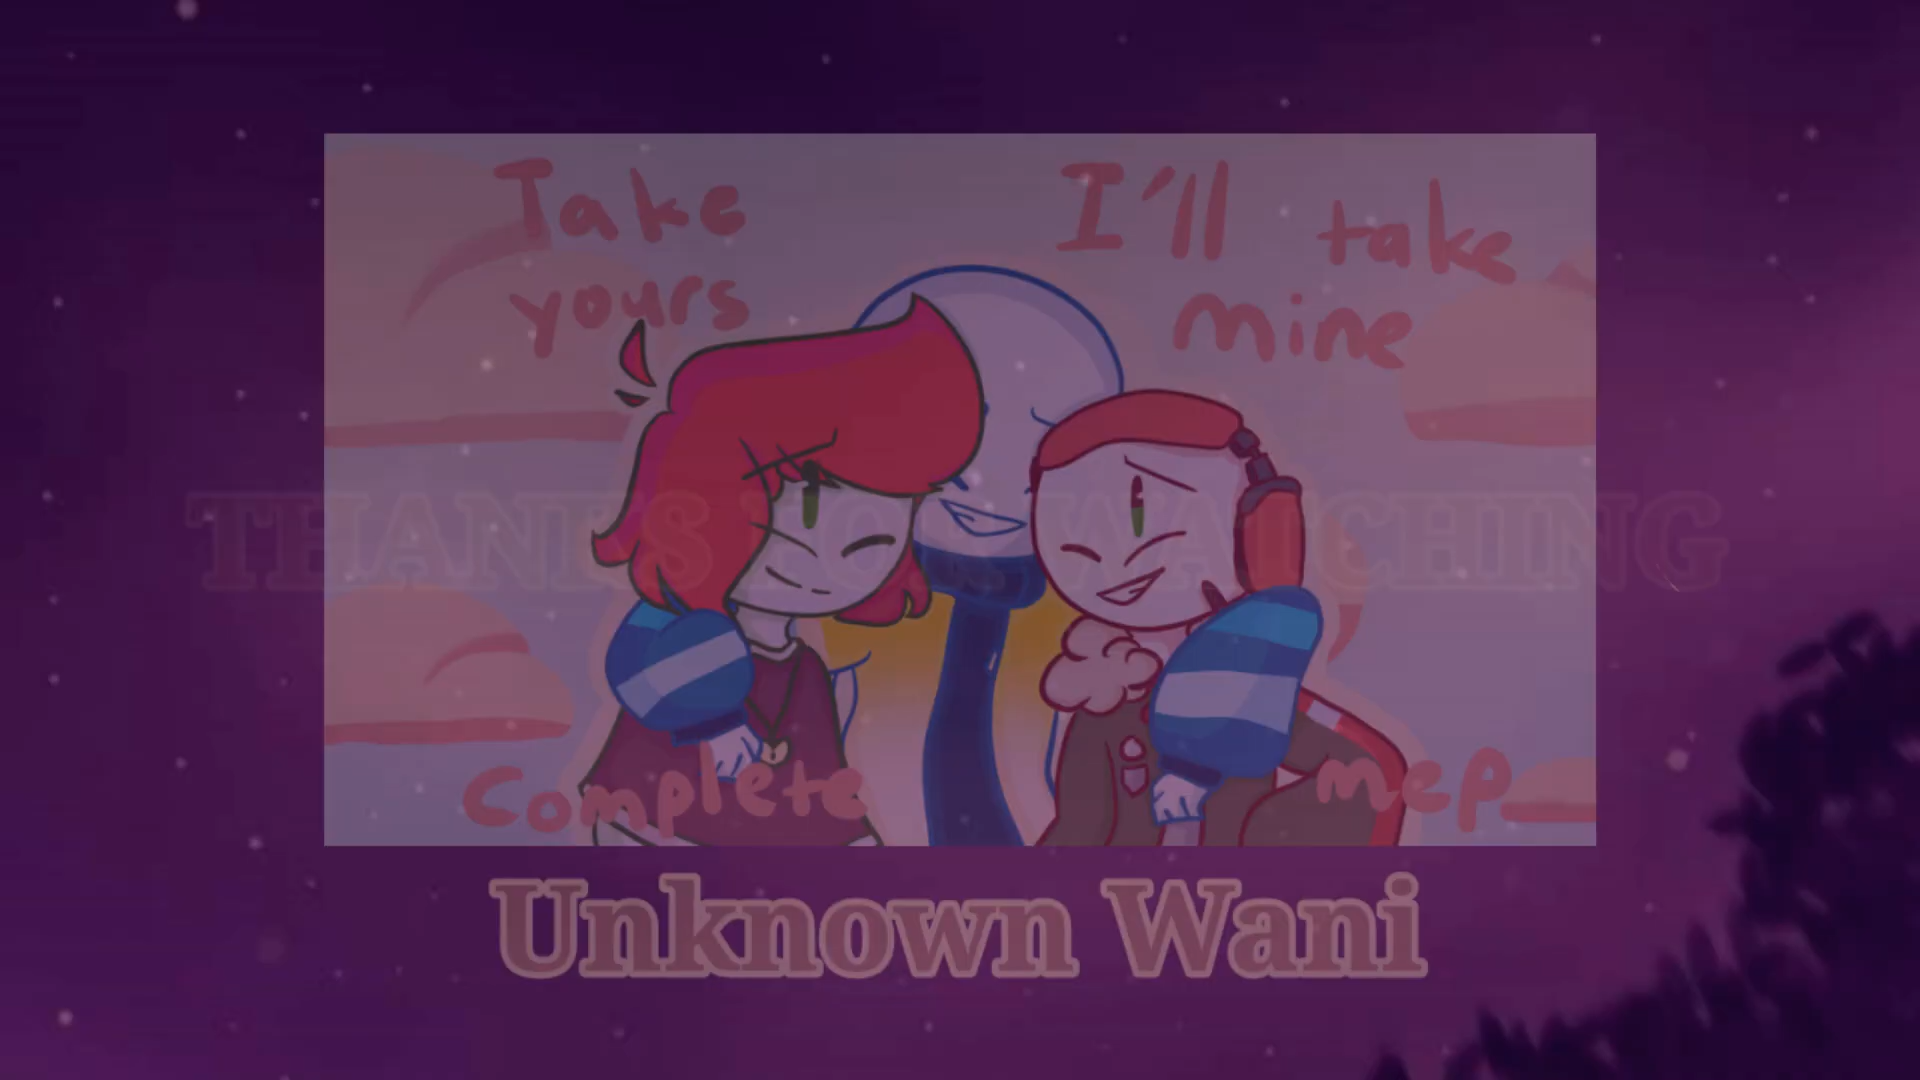 Take I'll take
yours mine
THANKS FOR WATCHING
Complete mep
Unknown Wani